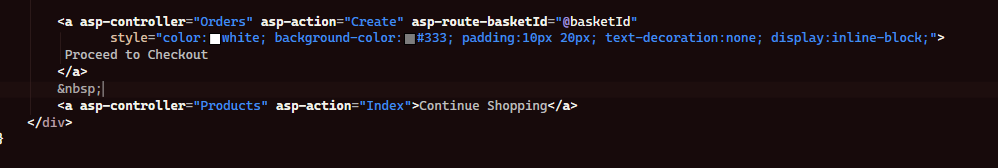 <a asp-controller="Orders" asp-action="Create" asp-route-basketId="@basketId"
style="color:white; background-color:#333; padding:10px 20px; text-decoration:none; display:inline-block;">
Proceed to Checkout
</a>
&nbsp;
<a asp-controller="Products" asp-action="Index">Continue Shopping</a>
</div>
}